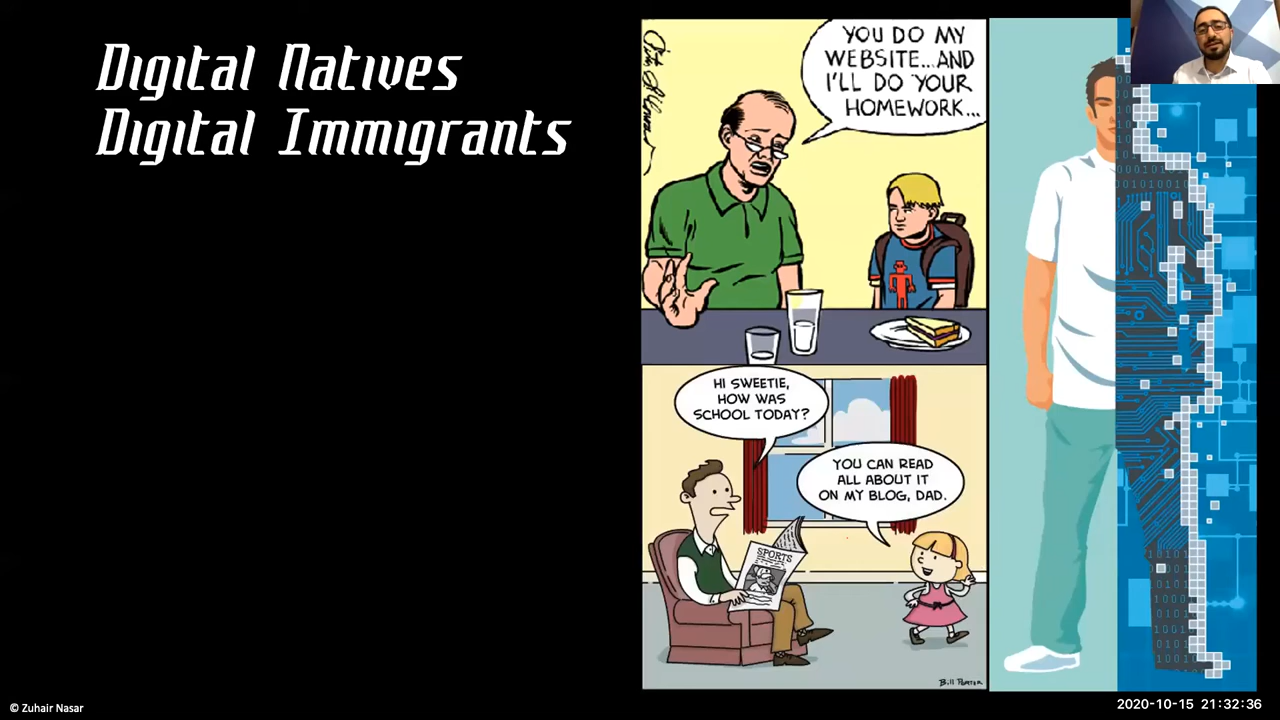 Digital Natives
Digital Immigrants
YOU DO MY
WEBSITE...AND
I'LL DO YOUR
HOMEWORK...
HI SWEETIE,
HOW WAS
SCHOOL TODAY?
YOU CAN READ
ALL ABOUT IT
ON MY BLOG, DAD.
SPORTS
Bill Porter
© Zuhair Nasar
2020-10-15 21:32:36